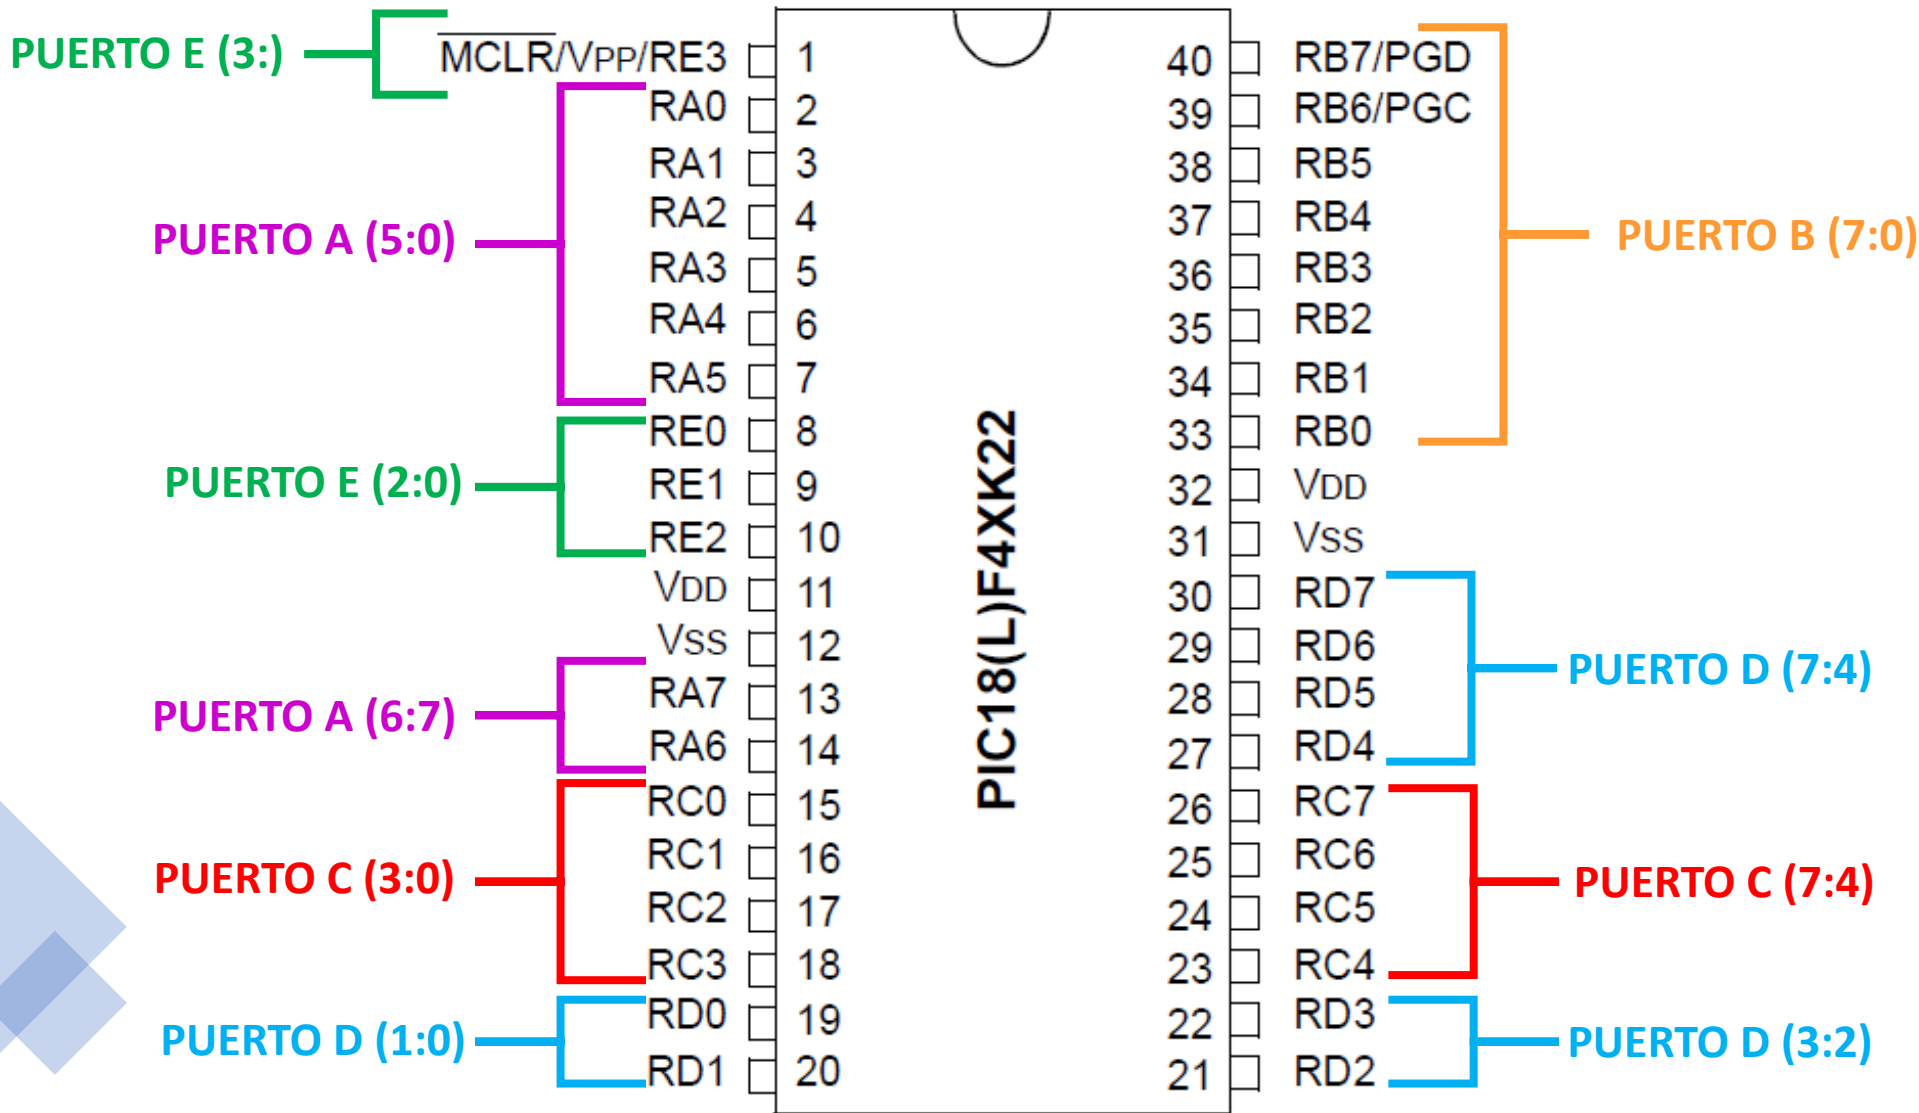 PUERTO E (3:)
MCLR/VPP/RE3 1
RA0 2
RA1 3
RA2 4
RA3 5
RA4 6
RA5 7
PUERTO A (5:0)
RE0 8
RE1 9
RE2 10
PUERTO E (2:0)
VDD 11
VSS 12
RA7 13
RA6 14
PUERTO A (6:7)
RC0 15
RC1 16
RC2 17
RC3 18
PUERTO C (3:0)
RD0 19
RD1 20
PUERTO D (1:0)
PIC18(L)F4XK22
40 RB7/PGD
39 RB6/PGC
38 RB5
37 RB4
36 RB3
35 RB2
34 RB1
33 RB0
PUERTO B (7:0)
32 VDD
31 VSS
30 RD7
29 RD6
28 RD5
27 RD4
PUERTO D (7:4)
26 RC7
25 RC6
24 RC5
23 RC4
PUERTO C (7:4)
22 RD3
21 RD2
PUERTO D (3:2)